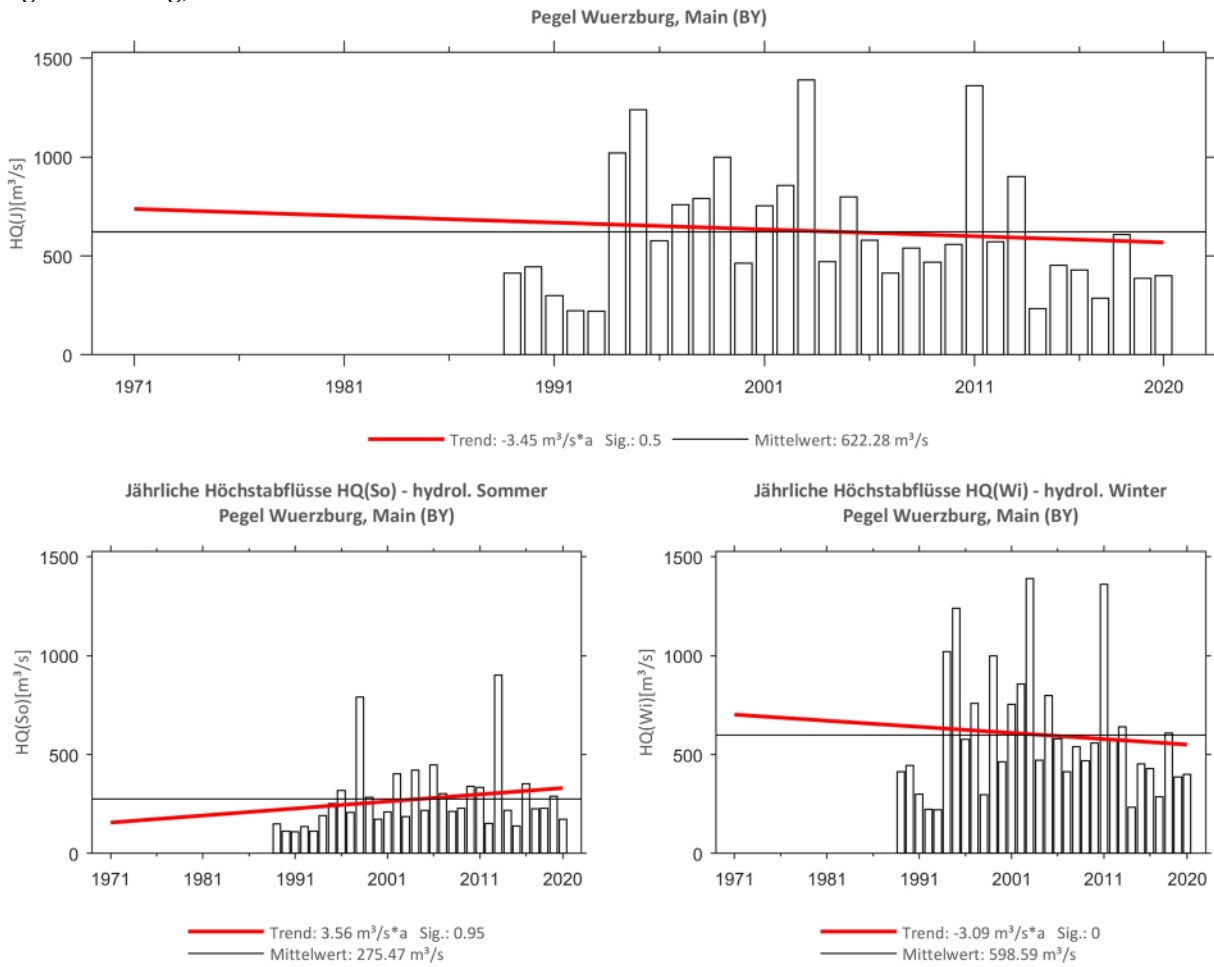 Pegel Wuerzburg, Main (BY)
HQ(J)[m³/s]
1500
1000
500
0
1971
1981
1991
2001
2011
2020
Trend: -3.45 m³/s*a Sig.: 0.5
Mittelwert: 622.28 m³/s
Jährliche Höchstabflüsse HQ(So) - hydrol. Sommer
Pegel Wuerzburg, Main (BY)
HQ(So)[m³/s]
1500
1000
500
0
1971
1981
1991
2001
2011
2020
Trend: 3.56 m³/s*a Sig.: 0.95
Mittelwert: 275.47 m³/s
Jährliche Höchstabflüsse HQ(Wi) - hydrol. Winter
Pegel Wuerzburg, Main (BY)
HQ(Wi)[m³/s]
1500
1000
500
0
1971
1981
1991
2001
2011
2020
Trend: -3.09 m³/s*a Sig.: 0
Mittelwert: 598.59 m³/s